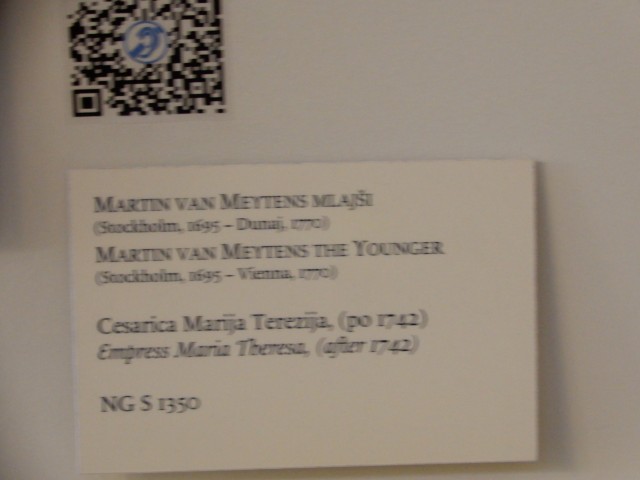 MARTIN VAN MEYTENS MLAJŠI
(Stockholm, 1695 – Dunaj, 1770)
MARTIN VAN MEYTENS THE YOUNGER
(Stockholm, 1695 – Vienna, 1770)
Cesarica Marija Terezija, (po 1742)
Empress Maria Theresa, (after 1742)
NG S 1350